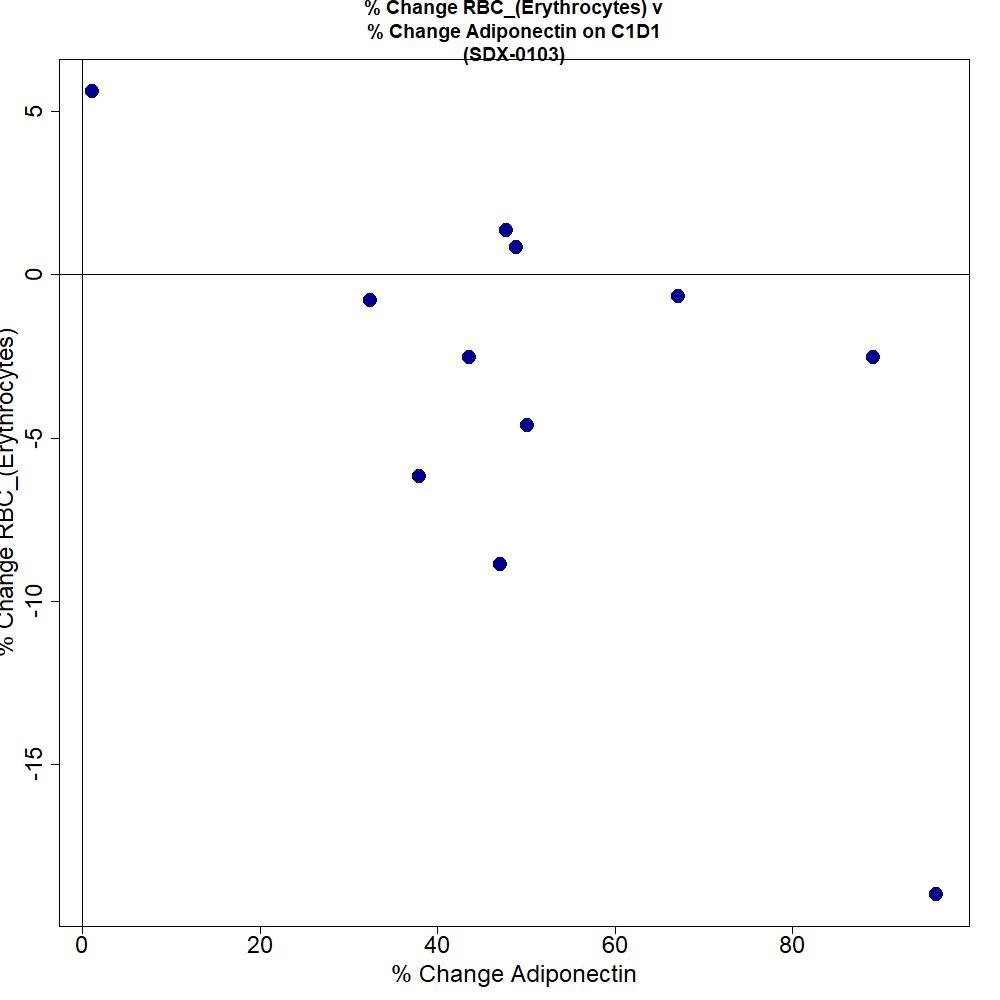 % Change RBC_(Erythrocytes) v
% Change Adiponectin on C1D1
(SDX-0103)
% Change RBC_(Erythrocytes)
5
0
-5
-10
-15
0 20 40 60 80
% Change Adiponectin